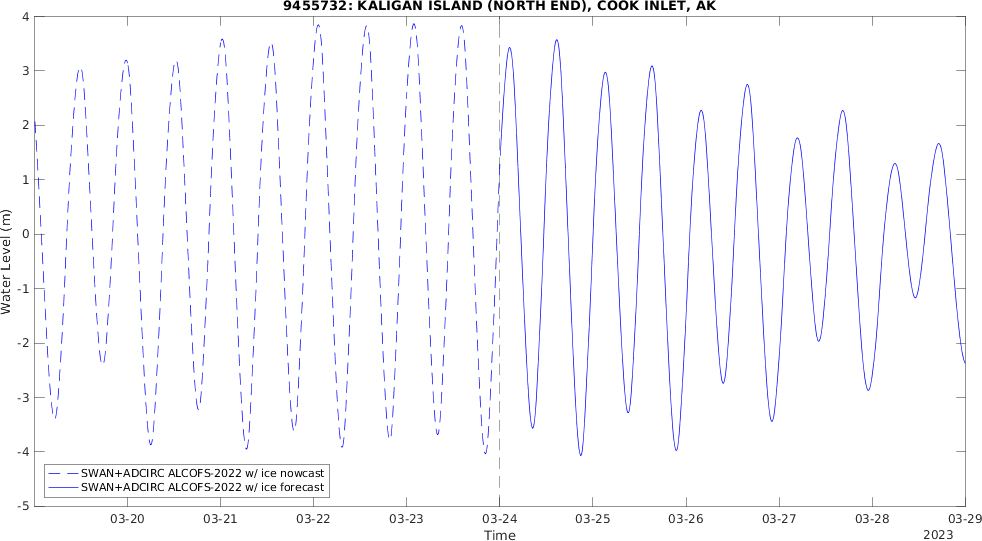 9455732: KALIGAN ISLAND (NORTH END), COOK INLET, AK
4
3
2
1
0
-1
-2
-3
-4
-5
Water Level (m)
SWAN+ADCIRC ALCOFS-2022 w/ ice nowcast
SWAN+ADCIRC ALCOFS-2022 w/ ice forecast
03-20 03-21 03-22 03-23 03-24 03-25 03-26 03-27 03-28 03-29
Time
2023